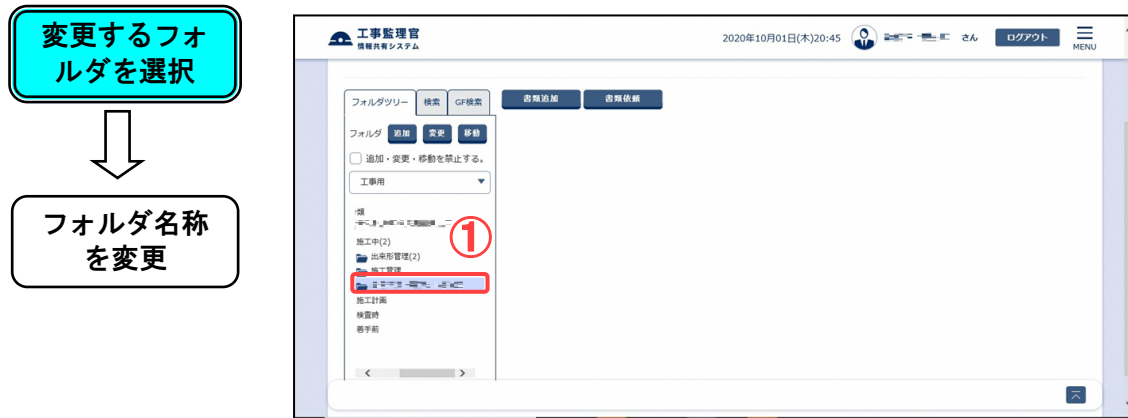 変更するフォ
ルダを選択
フォルダ名称
を変更
工事監理官
情報共有システム
2020年10月01日(木)20:45
さん
ログアウト
MENU
フォルダツリー
検索
GF検索
書類追加
書類依頼
フォルダ
追加
変更
移動
追加・変更・移動を禁止する。
工事用
類
①
施工中(2)
出来形管理(2)
施工管理
施工計画
検査時
着手前